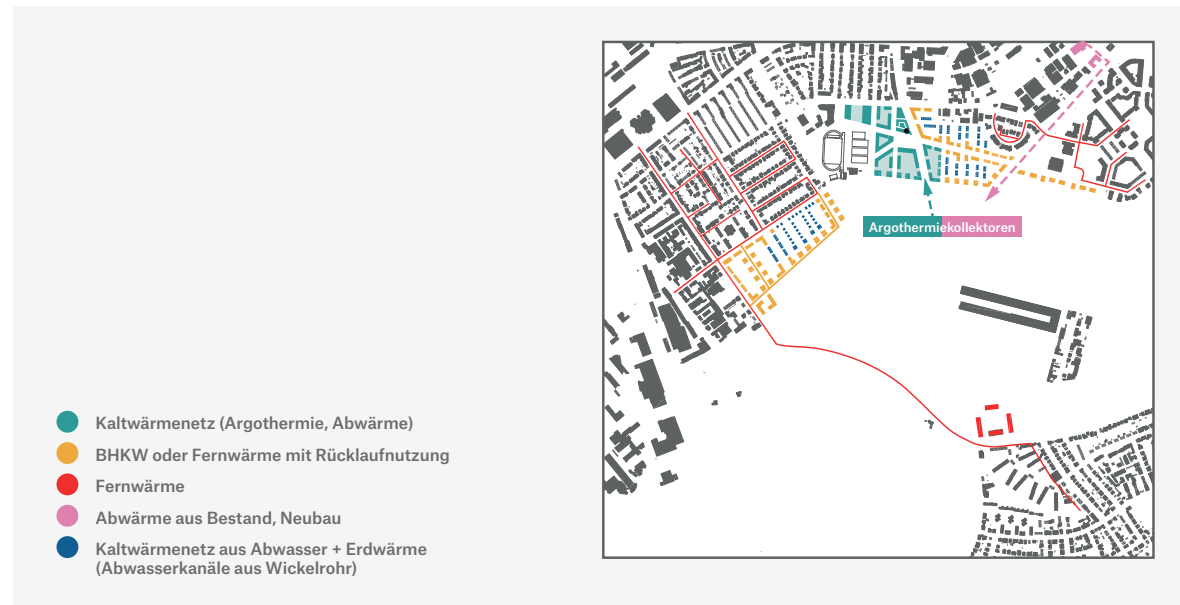 Argothermiekollektoren
Kaltwärmenetz (Argothermie, Abwärme)
BHKW oder Fernwärme mit Rücklaufnutzung
Fernwärme
Abwärme aus Bestand, Neubau
Kaltwärmenetz aus Abwasser + Erdwärme
(Abwasserkanäle aus Wickelrohr)